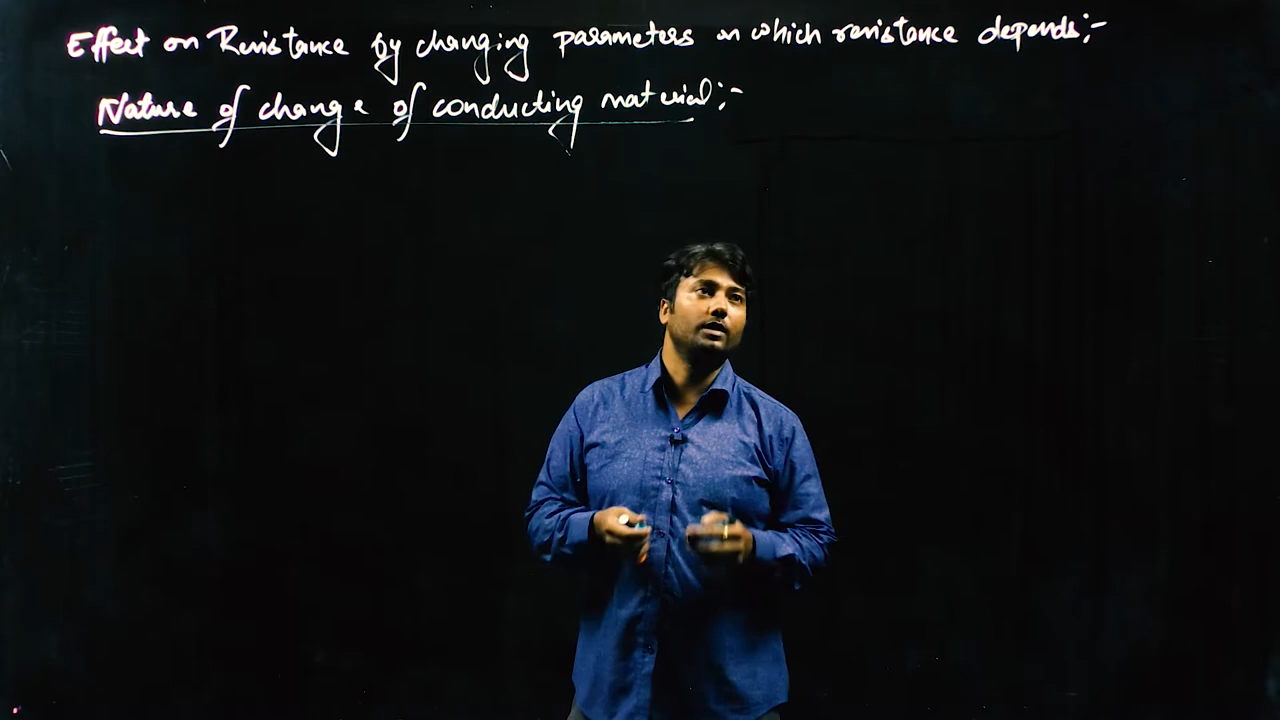 Effect on Resistance by changing parameters on which resistance depends:-
Nature of change of conducting material:-